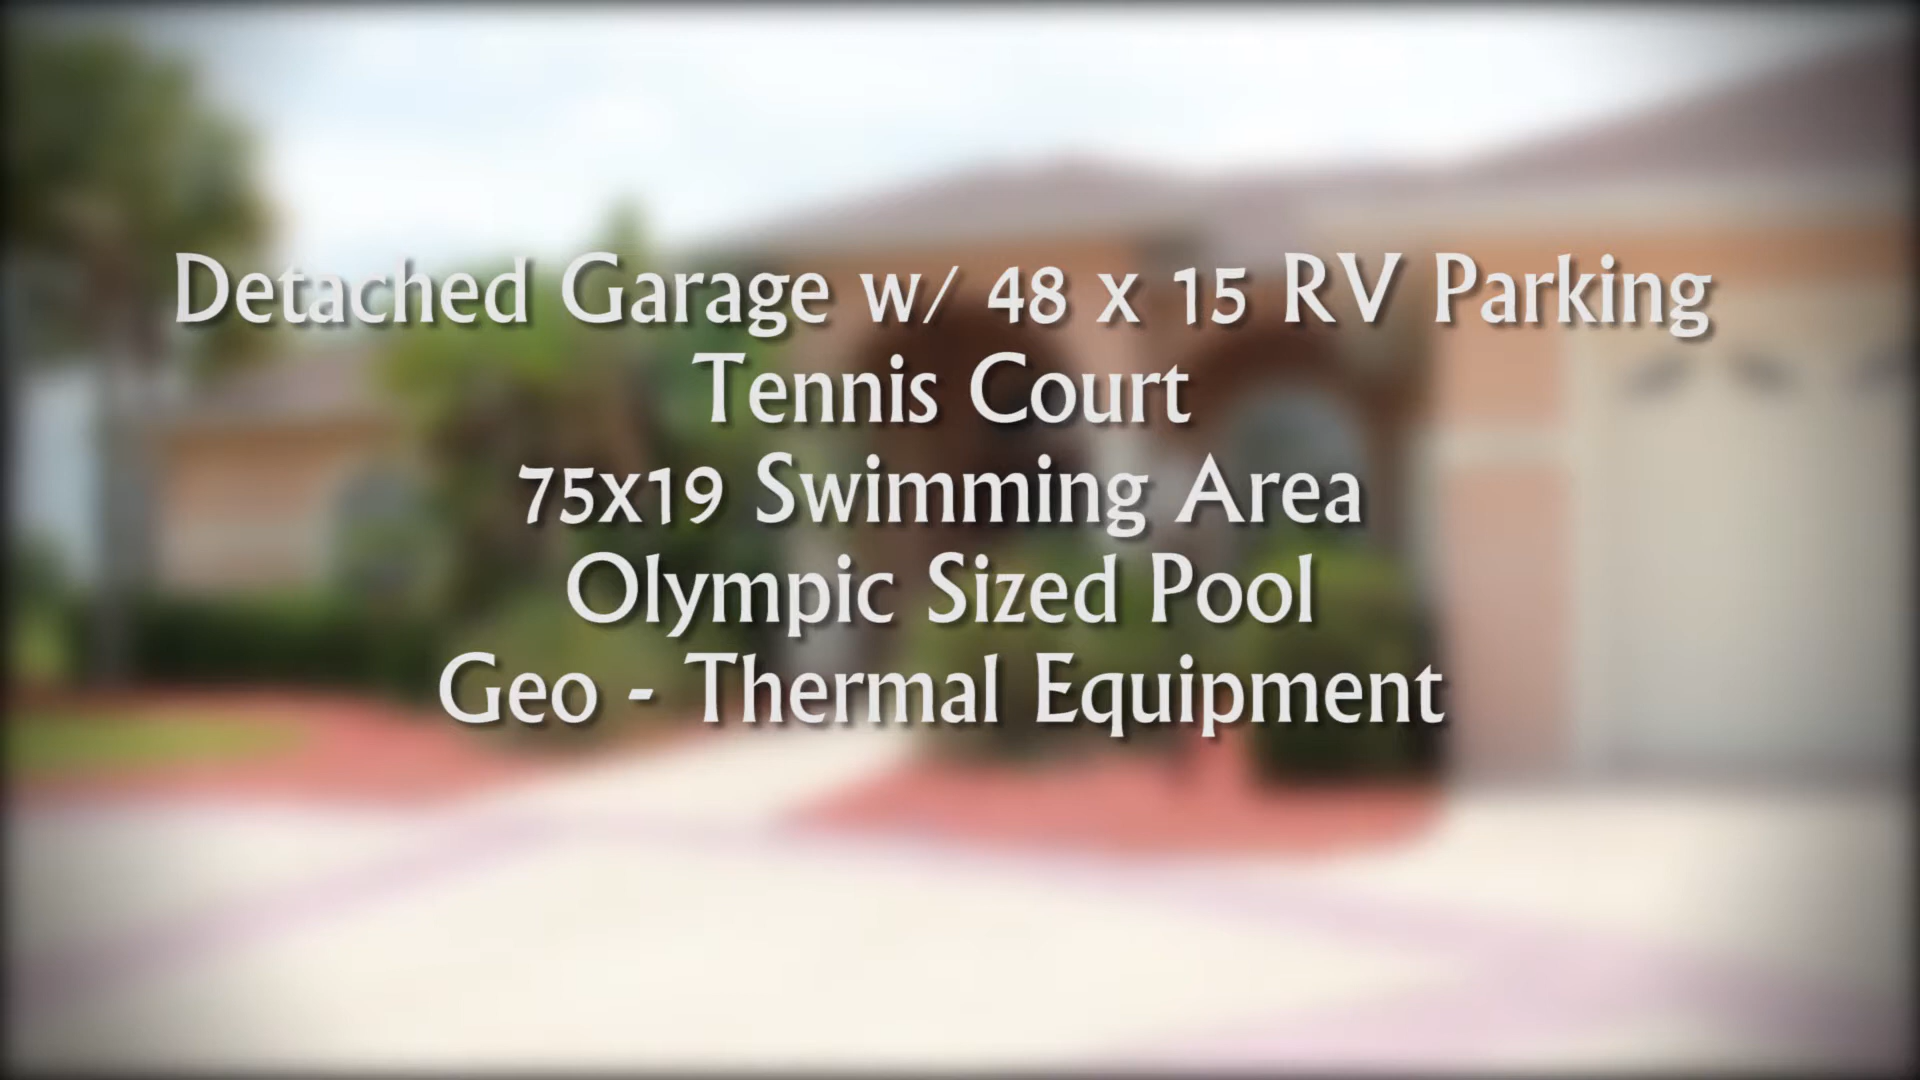 Detached Garage w/ 48 x 15 RV Parking
Tennis Court
75x19 Swimming Area
Olympic Sized Pool
Geo - Thermal Equipment